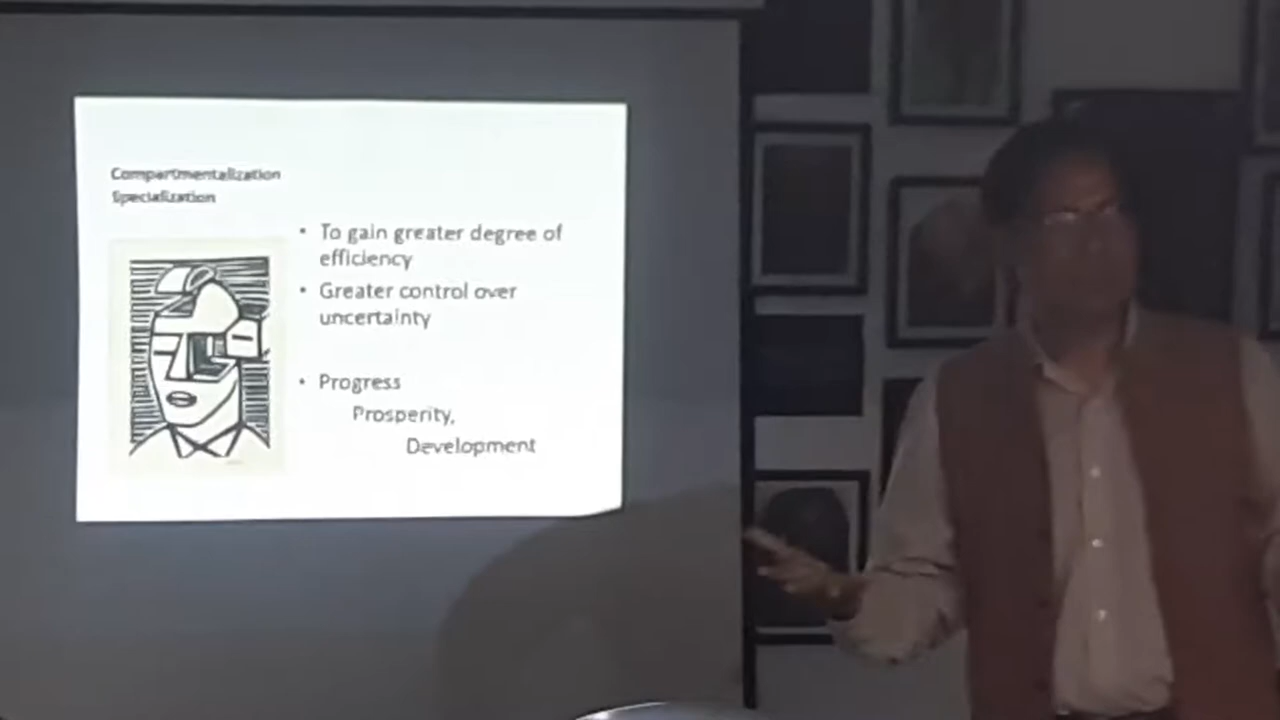 Compartmentalization
Specialization
• To gain greater degree of
efficiency
• Greater control over
uncertainty
• Progress
Prosperity,
Development